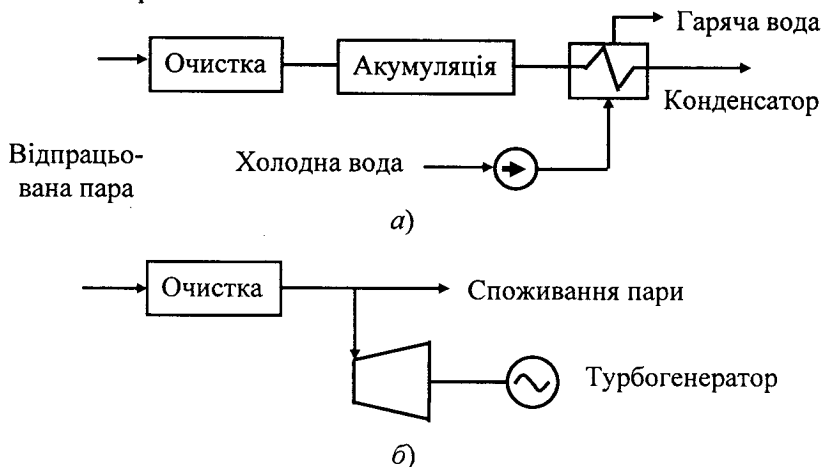 Гаряча вода
Очистка
Акумуляція
Конденсатор
Відпрацьо-
вана пара
Холодна вода
а)
Очистка
Споживання пари
Турбогенератор
б)